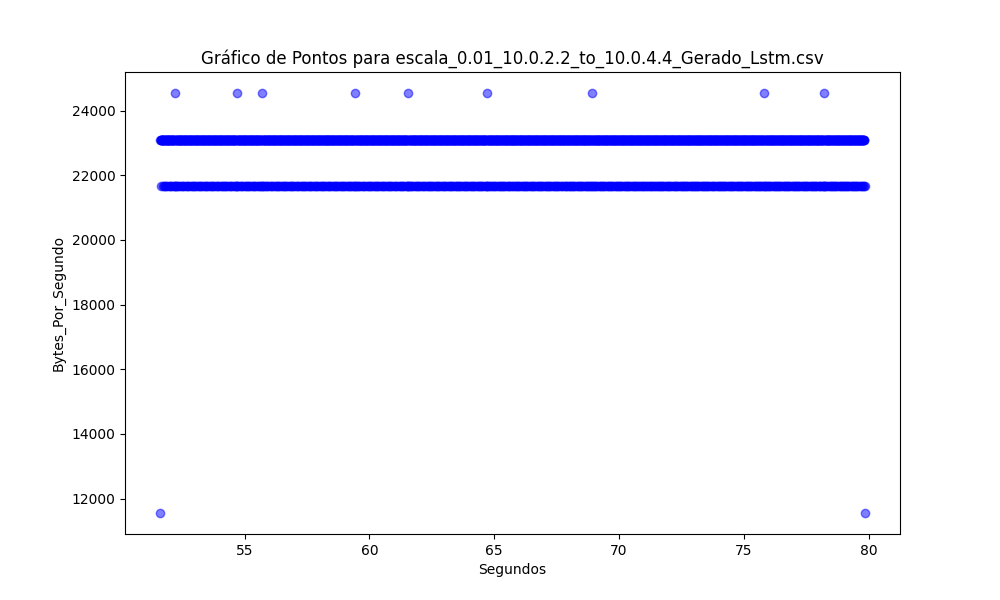 Gráfico de Pontos para escala_0.01_10.0.2.2_to_10.0.4.4_Gerado_Lstm.csv
Bytes_Por_Segundo
24000
22000
20000
18000
16000
14000
12000
55 60 65 70 75 80
Segundos